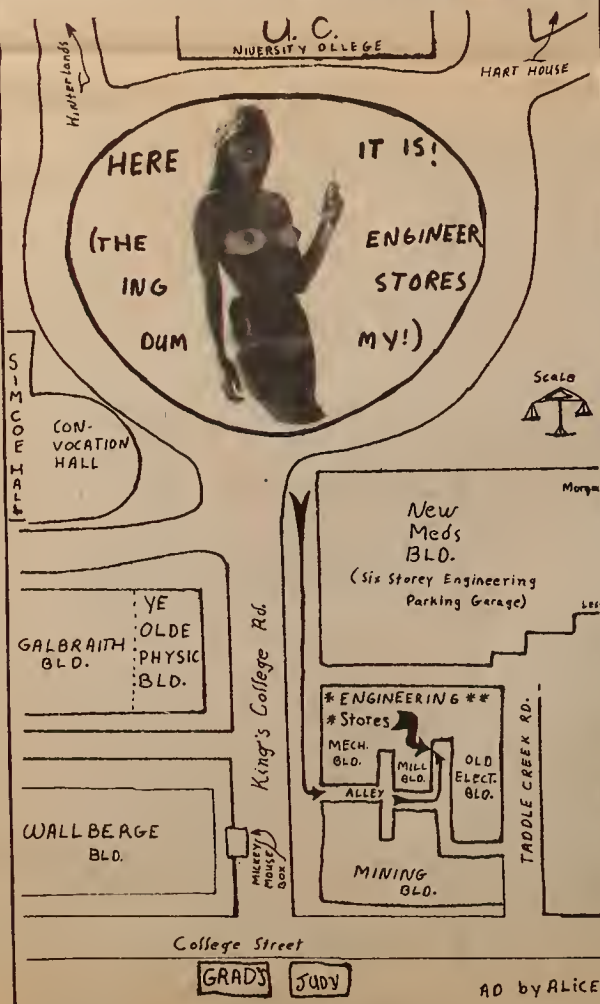 U. C.
NIVERSITY OLLEGE
Hinterlands
HART HOUSE
HERE IT IS!
(THE ENGINEER
ING STORES
DUM MY!)
SIMCOE HALL
CON-
VOCATION
HALL
Scale
New
Meds
BLD.
(Six Storey Engineering
Parking Garage)
GALBRAITH
BLD.
YE
OLDE
PHYSIC
BLD.
King's College Rd.
* ENGINEERING **
* Stores
MECH.
BLD.
MILL
BLD.
OLD
ELECT.
BLD.
ALLEY
TADDLE CREEK RD.
WALLBERGE
BLD.
MICKEY
MOUSE
BOX
MINING
BLD.
College Street
GRADS
JUDY
AD by ALICE